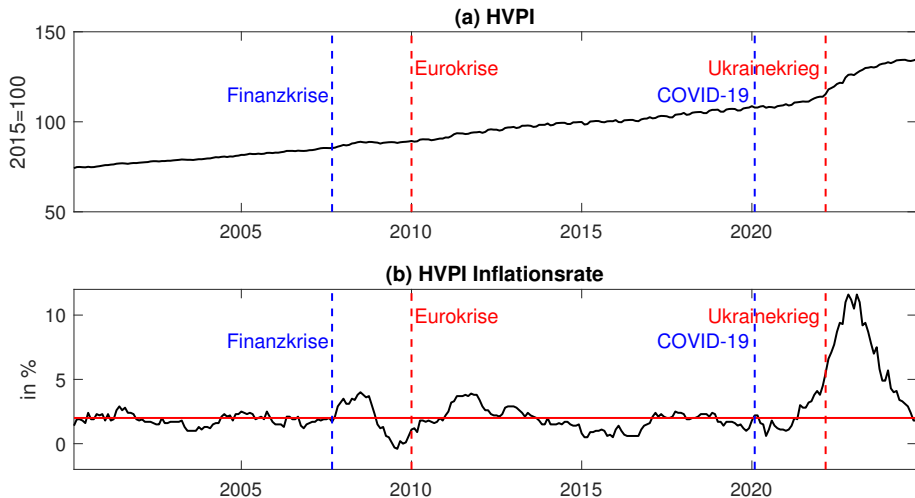 (a) HVPI
150
Eurokrise
Ukrainekrieg
Finanzkrise
COVID-19
100
2015=100
50
2005
2010
2015
2020
(b) HVPI Inflationsrate
10
Eurokrise
Ukrainekrieg
Finanzkrise
COVID-19
5
in %
0
2005
2010
2015
2020